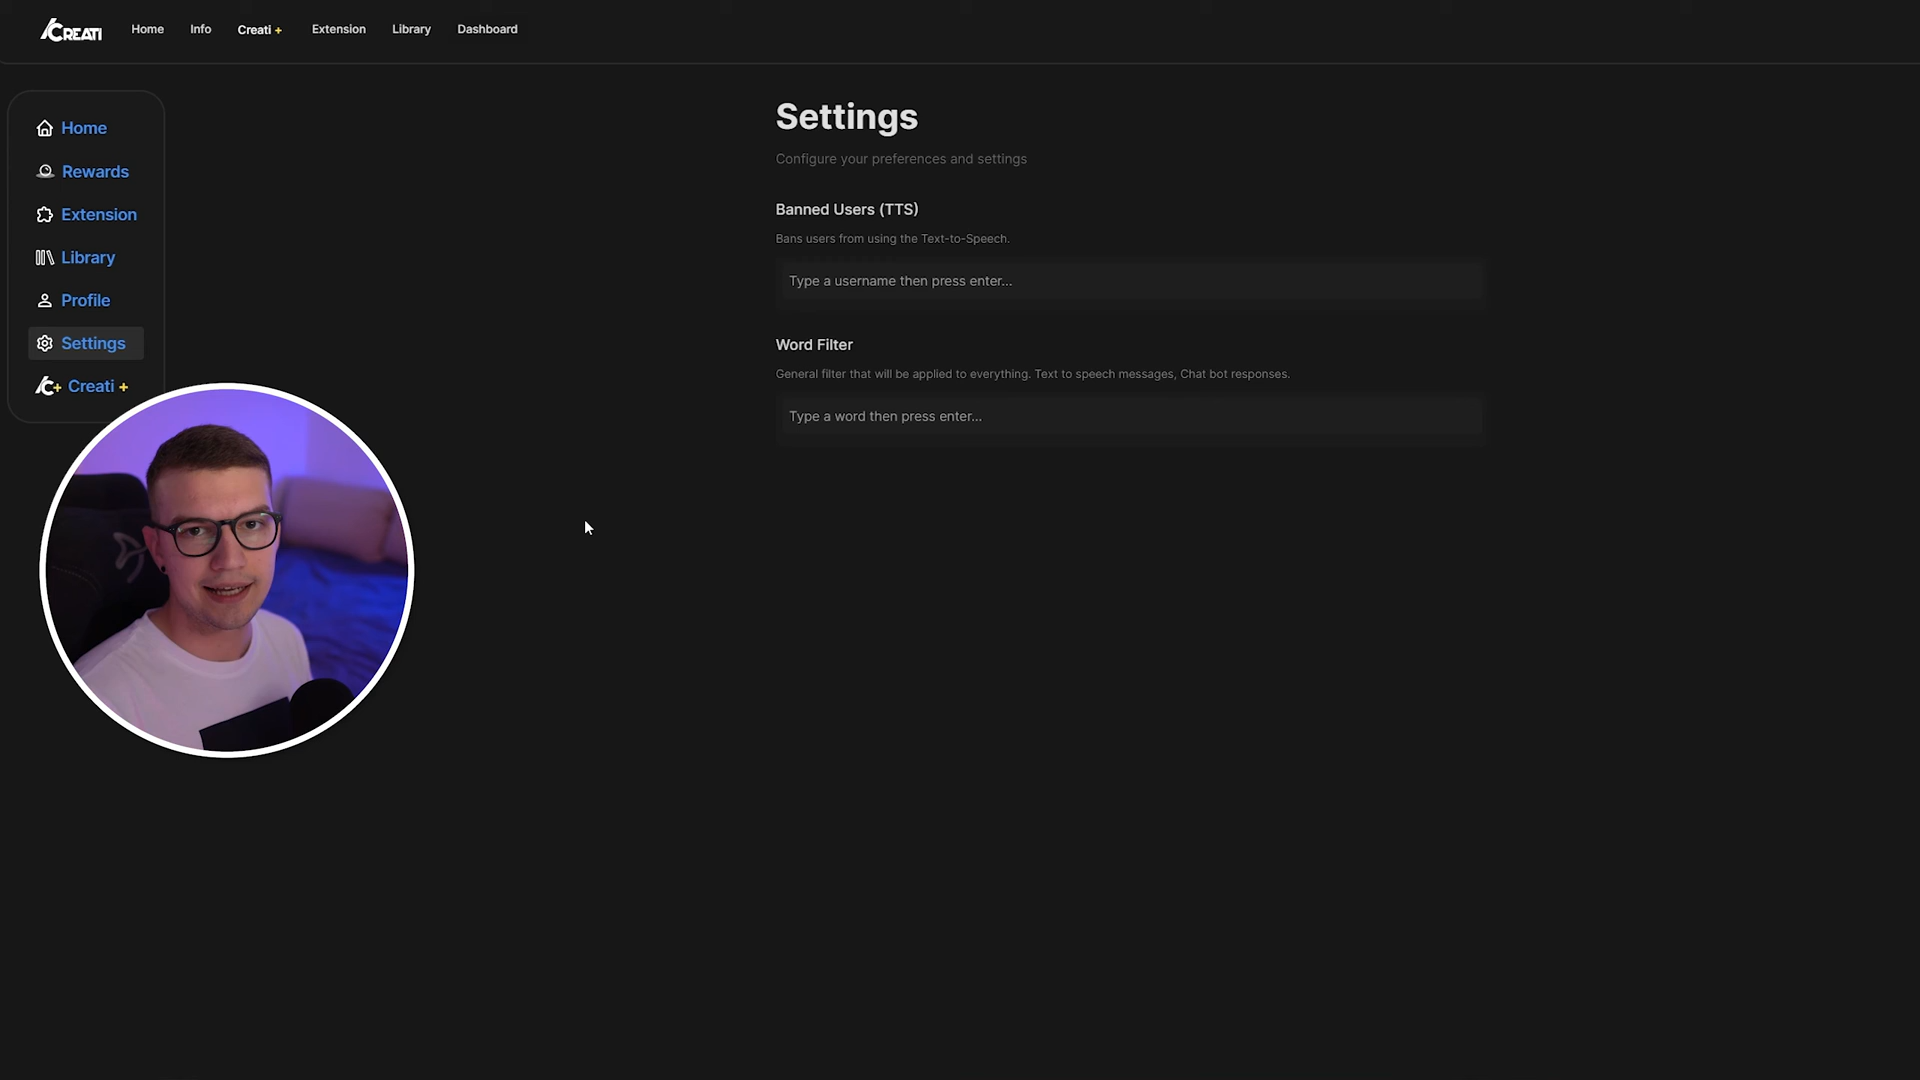 CREATI
Home
Info
Creati +
Extension
Library
Dashboard
Home
Rewards
Extension
Library
Profile
Settings
C+ Creati +
Settings
Configure your preferences and settings
Banned Users (TTS)
Bans users from using the Text-to-Speech.
Type a username then press enter...
Word Filter
General filter that will be applied to everything. Text to speech messages, Chat bot responses.
Type a word then press enter...